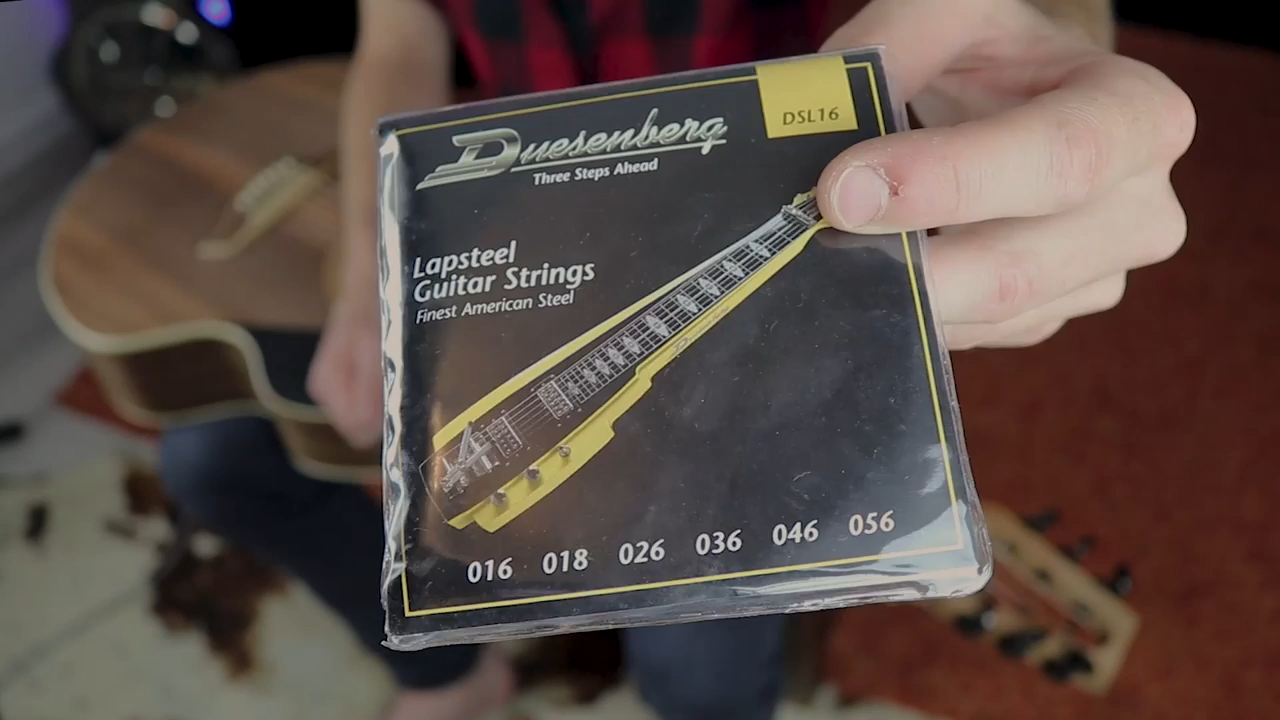 Duesenberg
Three Steps Ahead
DSL16
Lapsteel
Guitar Strings
Finest American Steel
016 018 026 036 046 056